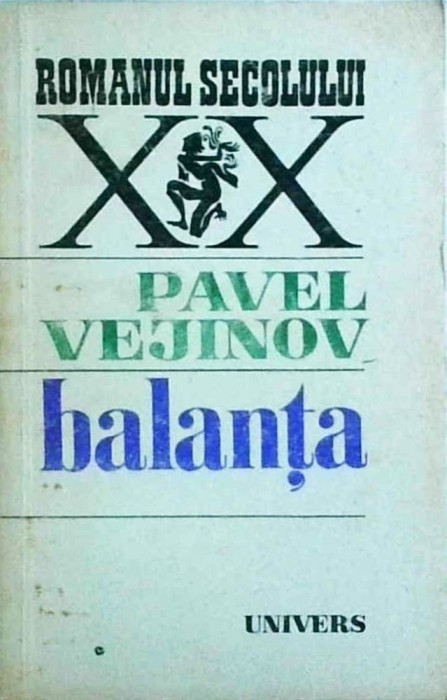 ROMANUL SECOLULUI
XX
PAVEL
VEJINOV
balanța
UNIVERS